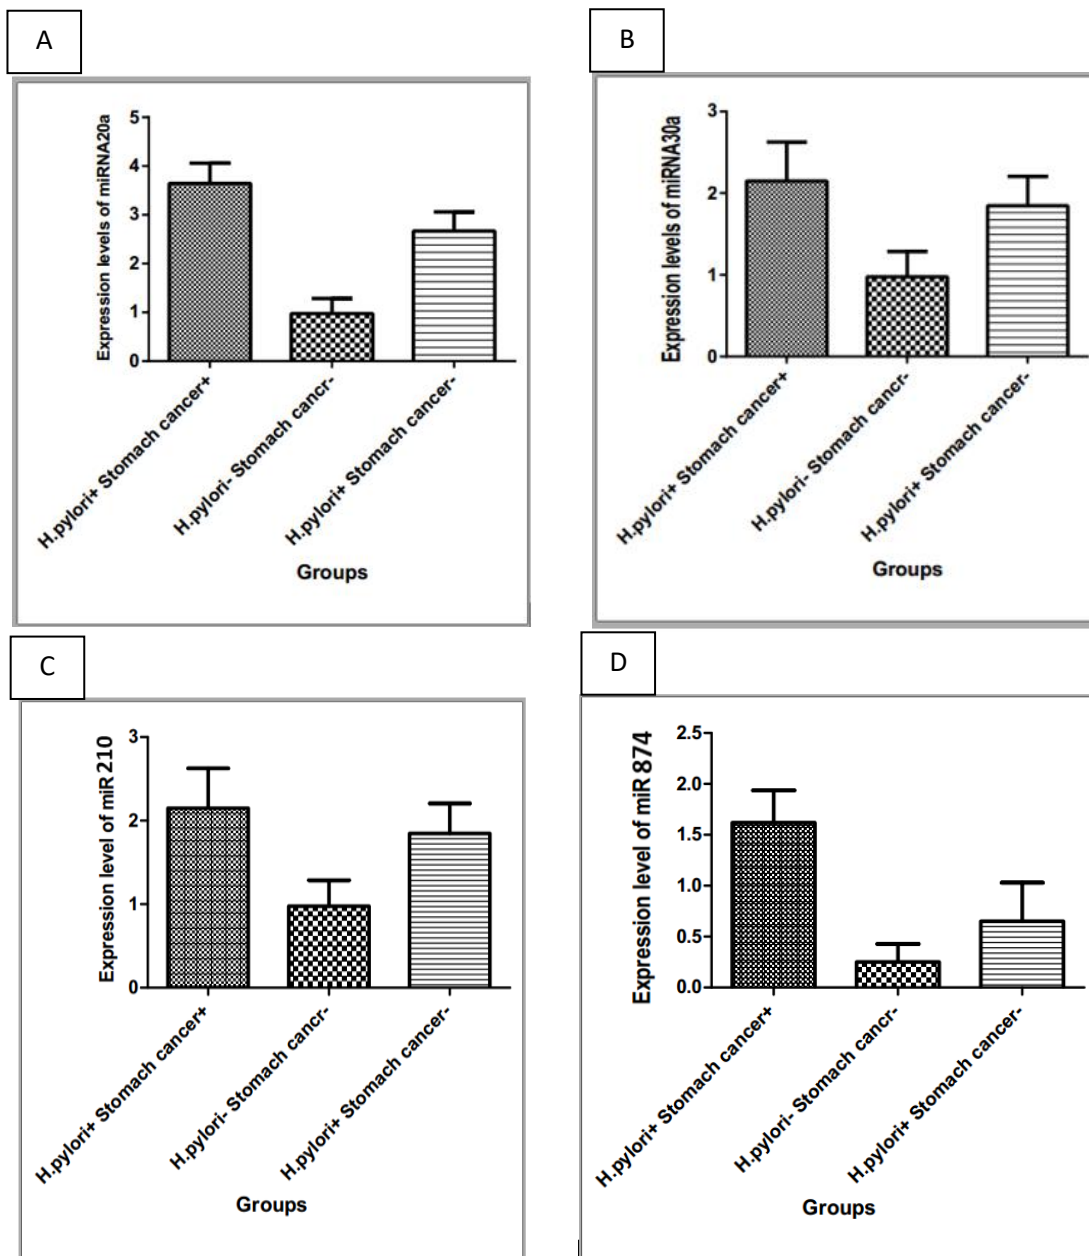 A
Expression levels of miRNA20a
5
4
3
2
1
0
H.pylori+ Stomach cancer+
H.pylori- Stomach cancr-
H.pylori+ Stomach cancer-
Groups
B
Expression levels of miRNA30a
3
2
1
0
H.pylori+ Stomach cancer+
H.pylori- Stomach cancr-
H.pylori+ Stomach cancer-
Groups
C
Expression level of miR 210
3
2
1
0
H.pylori+ Stomach cancer+
H.pylori- Stomach cancr-
H.pylori+ Stomach cancer-
Groups
D
Expression level of miR 874
2.5
2.0
1.5
1.0
0.5
0.0
H.pylori+ Stomach cancer+
H.pylori- Stomach cancr-
H.pylori+ Stomach cancer-
Groups